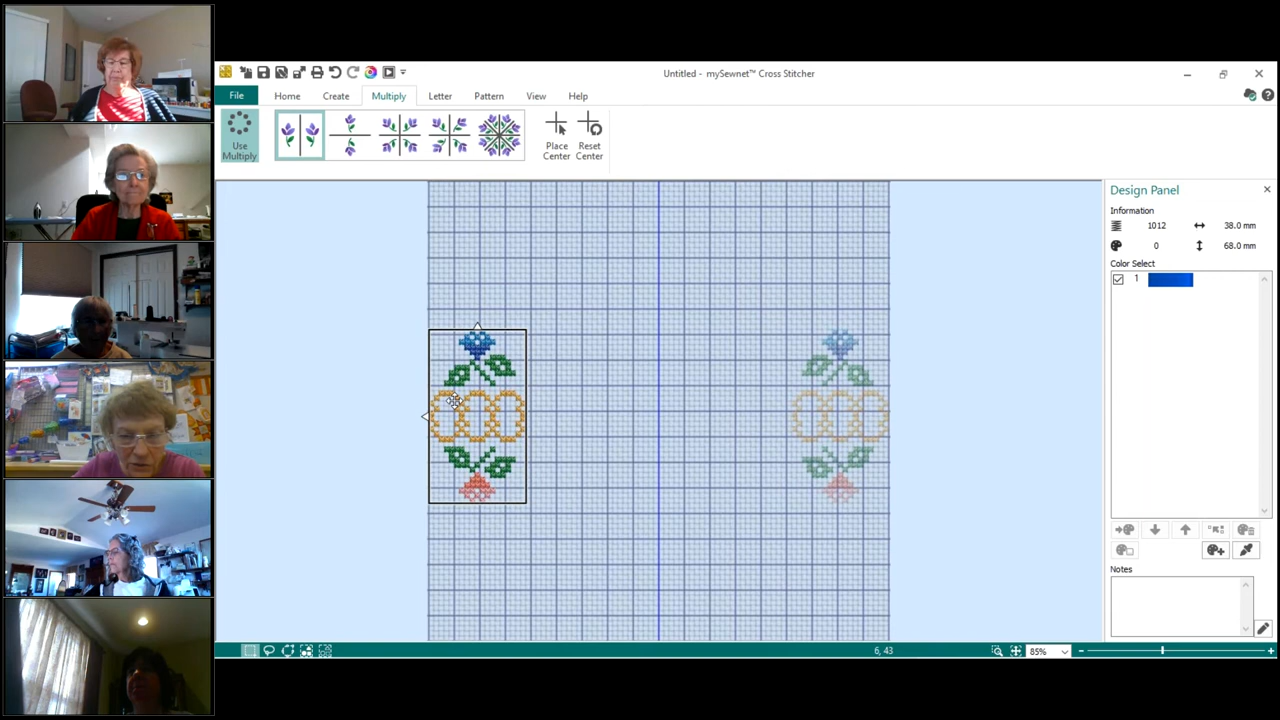 Untitled - mySewnet™ Cross Stitcher
File Home Create Multiply Letter Pattern View Help
Use Multiply
Place Center
Reset Center
Design Panel
Information
1012 38.0 mm
0 68.0 mm
Color Select
1
Notes
6, 43
85%